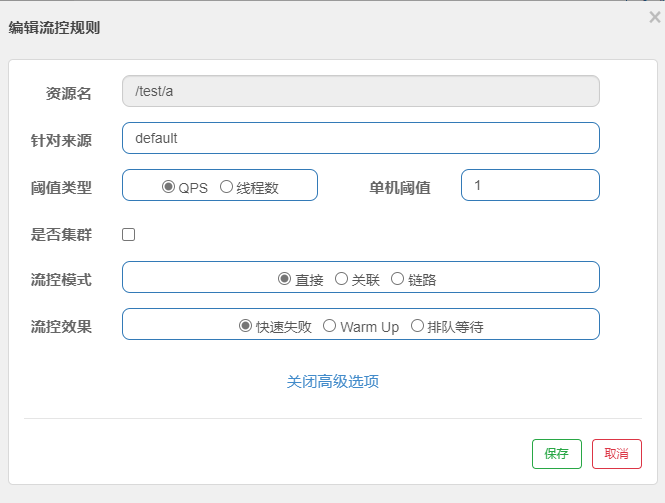 编辑流控规则 ×
资源名 /test/a
针对来源 default
阈值类型 QPS 线程数 单机阈值 1
是否集群
流控模式 直接 关联 链路
流控效果 快速失败 Warm Up 排队等待
关闭高级选项
保存 取消